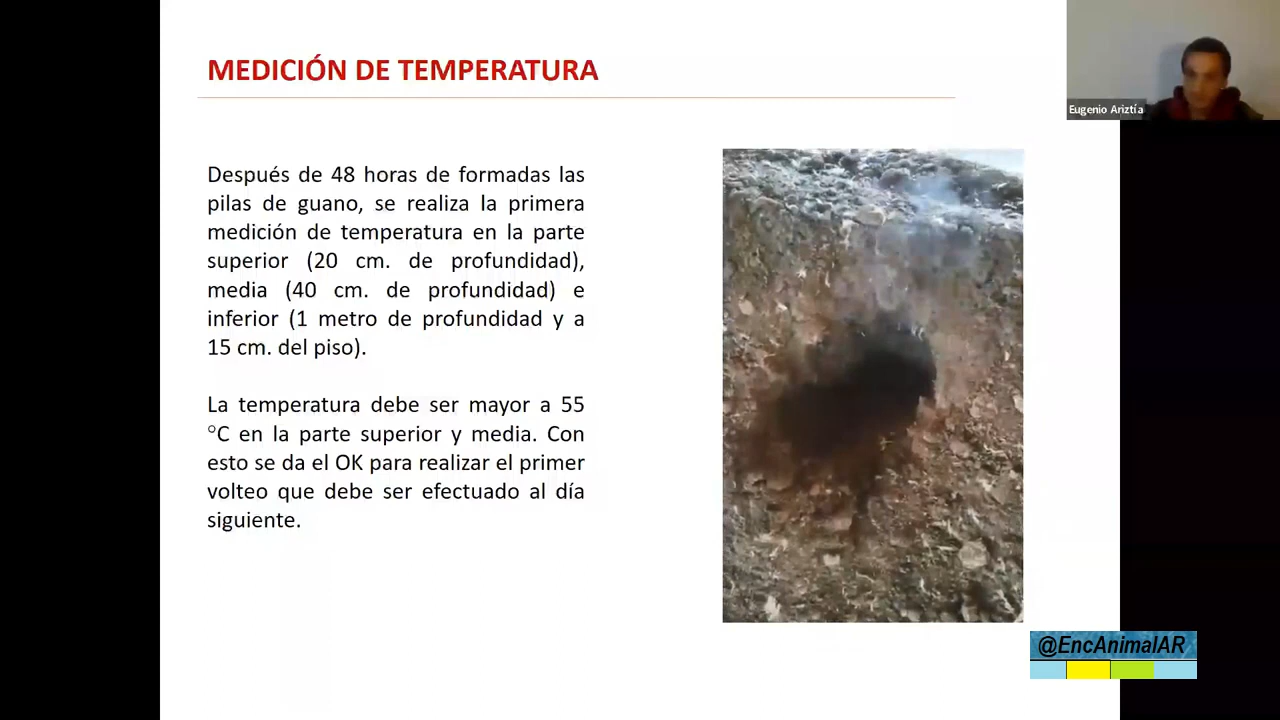 MEDICIÓN DE TEMPERATURA
Eugenio Ariztía
Después de 48 horas de formadas las
pilas de guano, se realiza la primera
medición de temperatura en la parte
superior (20 cm. de profundidad),
media (40 cm. de profundidad) e
inferior (1 metro de profundidad y a
15 cm. del piso).
La temperatura debe ser mayor a 55
°C en la parte superior y media. Con
esto se da el OK para realizar el primer
volteo que debe ser efectuado al día
siguiente.
@EncAnimalAR